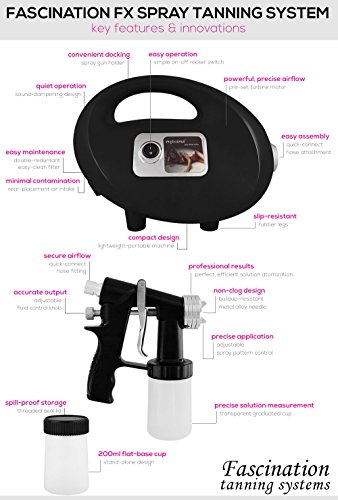 FASCINATION FX SPRAY TANNING SYSTEM
key features & innovations
convenient docking
spray gun holder
easy operation
simple on-off rocker switch
quiet operation
sound-dampening design
powerful, precise airflow
pre-set turbine motor
easy maintenance
double-redundant
easy-clean filter
minimal contamination
rear-placement air intake
Professional
easy assembly
quick-connect
hose attachment
slip-resistant
rubber legs
compact design
lightweight-portable machine
secure airflow
quick-connect
hose fitting
professional results
perfect, efficient solution atomization
accurate output
adjustable
fluid control knob
non-clog design
buildup-resistant
metal alloy needle
precise application
adjustable
spray pattern control
spill-proof storage
fitted seal lid
precise solution measurement
transparent graduated cup
200ml flat-base cup
stand-alone design
Fascination
tanning systems